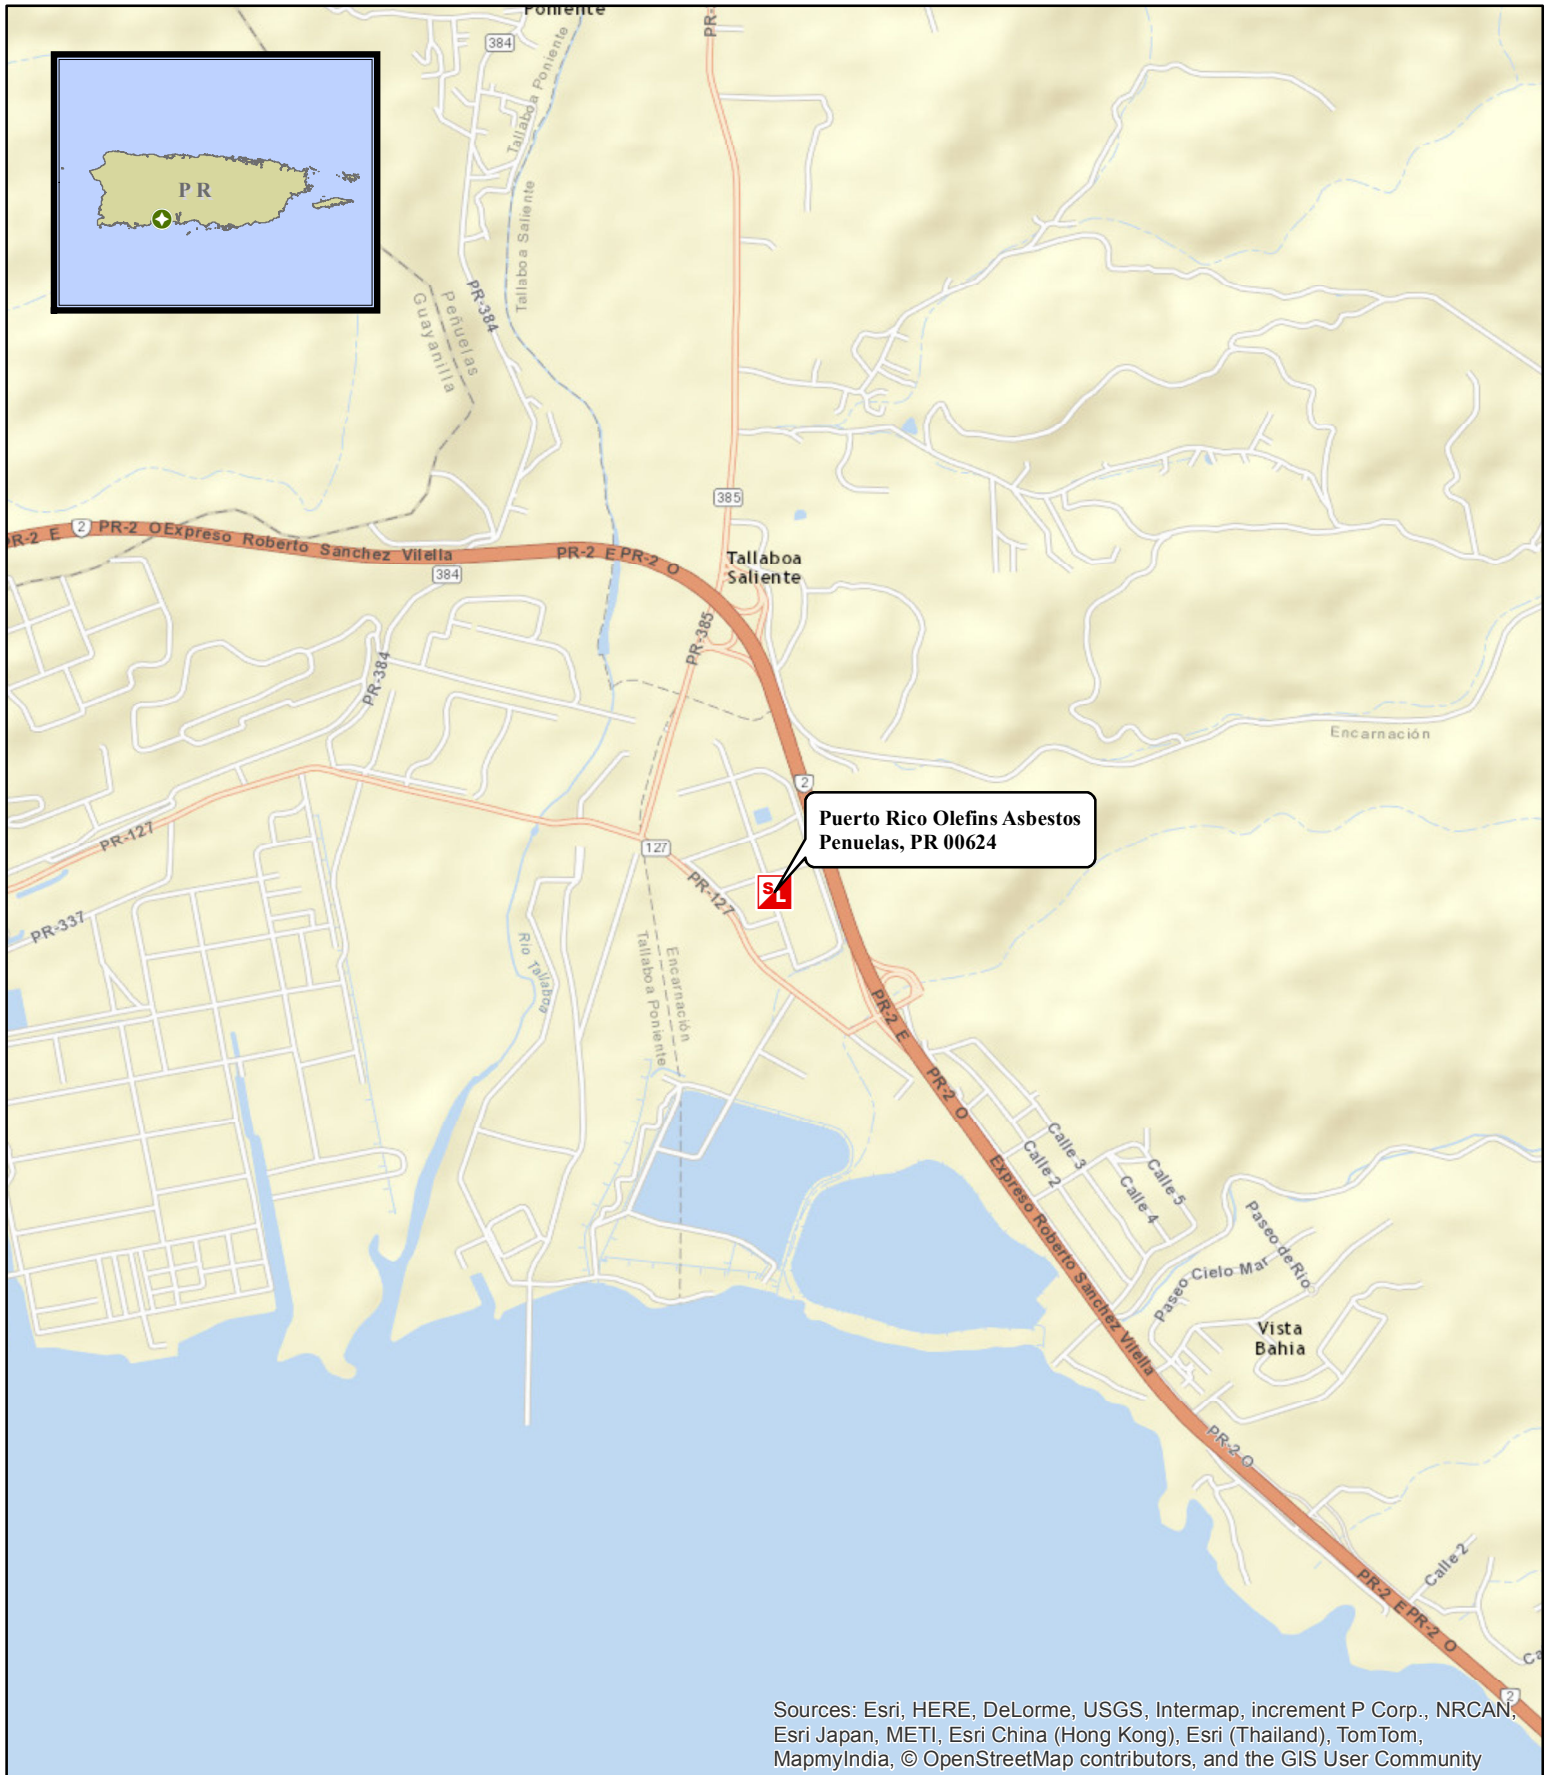 Poniente
PR-
384
Tallaboa Poniente
Tallaboa Saliente
P R
PR-384
Peñuelas
Guayanilla
385
PR-2 E
2
PR-2 O
Expreso Roberto Sanchez Vilella
PR-2 E
PR-2 O
384
Tallaboa
Saliente
PR-385
PR-384
Encarnación
2
Puerto Rico Olefins Asbestos
Penuelas, PR 00624
PR-127
127
PR-127
S
L
PR-337
Río Tallaboa
Encarnación
Tallaboa Poniente
PR-2 E
PR-2 O
Calle 3
Calle 2
Calle 5
Calle 4
Expreso Roberto Sanchez Vilella
Paseo de Rio
Paseo Cielo Mar
Vista
Bahia
PR-2 O
Calle 2
PR-2 E
PR-2 O
Ca
2
Sources: Esri, HERE, DeLorme, USGS, Intermap, increment P Corp., NRCAN,
Esri Japan, METI, Esri China (Hong Kong), Esri (Thailand), TomTom,
MapmyIndia, © OpenStreetMap contributors, and the GIS User Community